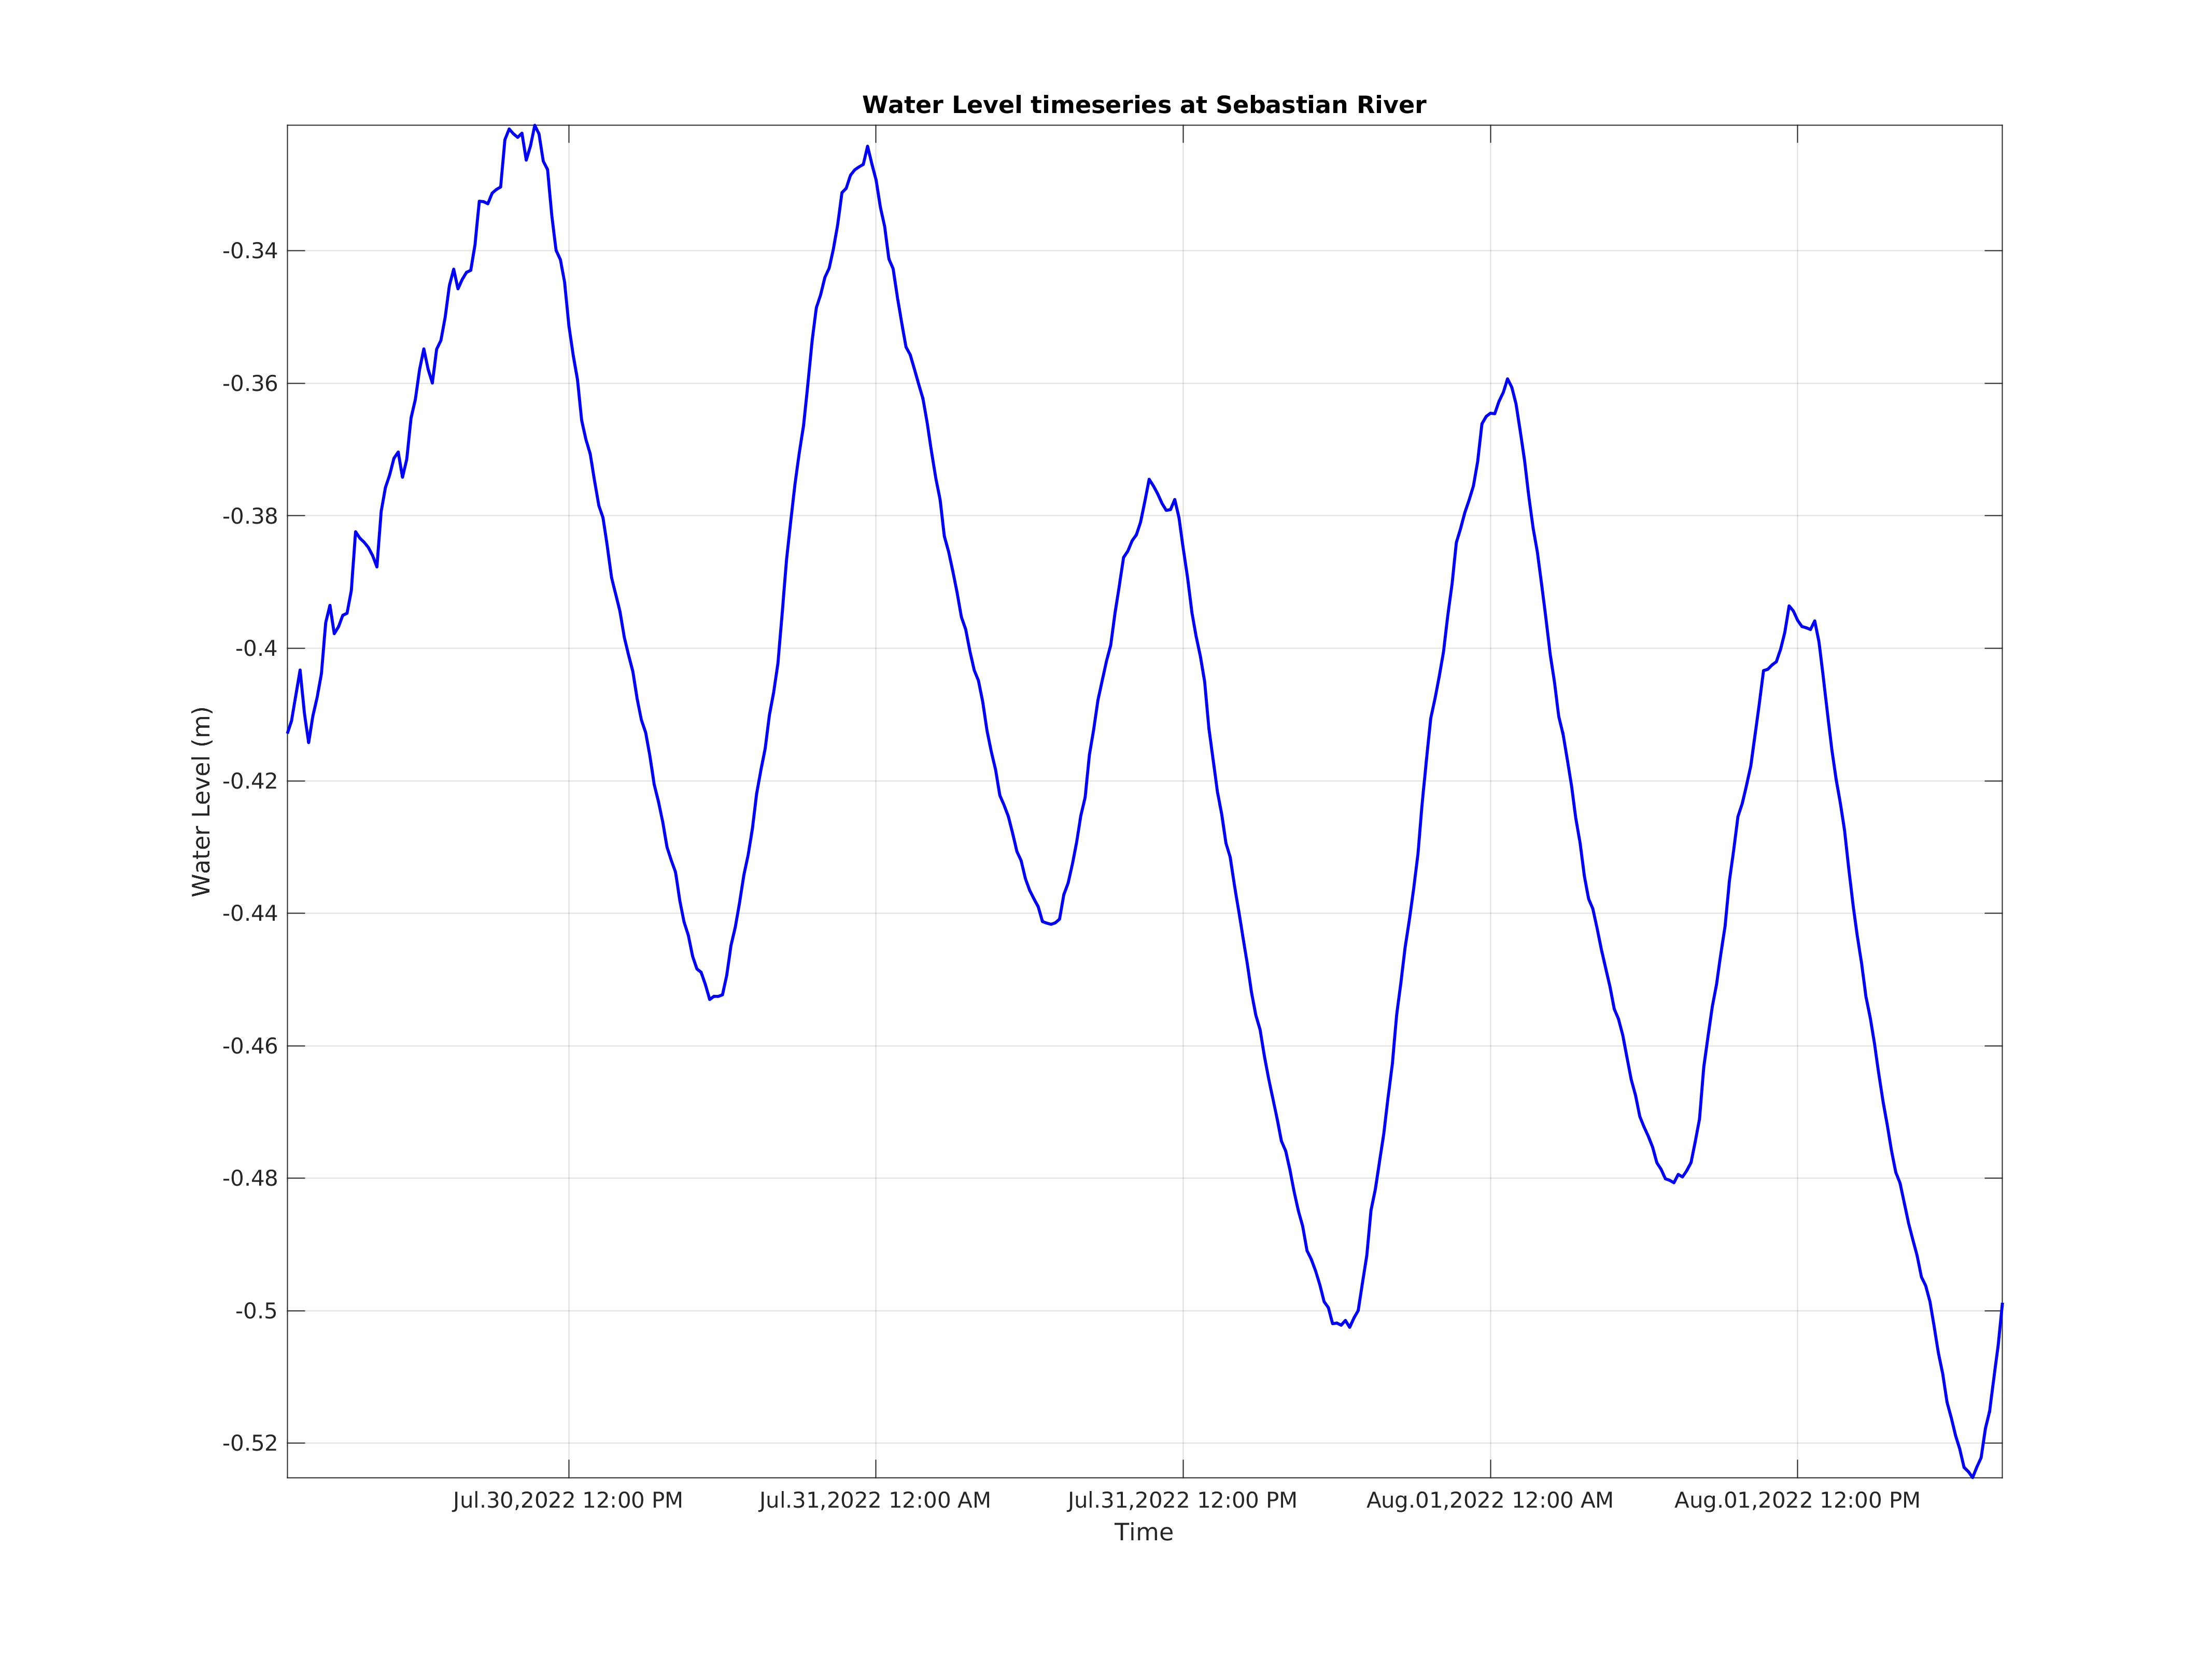 Water Level timeseries at Sebastian River
-0.34
-0.36
-0.38
-0.4
-0.42
-0.44
-0.46
-0.48
-0.5
-0.52
Water Level (m)
Jul.30,2022 12:00 PM
Jul.31,2022 12:00 AM
Jul.31,2022 12:00 PM
Aug.01,2022 12:00 AM
Aug.01,2022 12:00 PM
Time